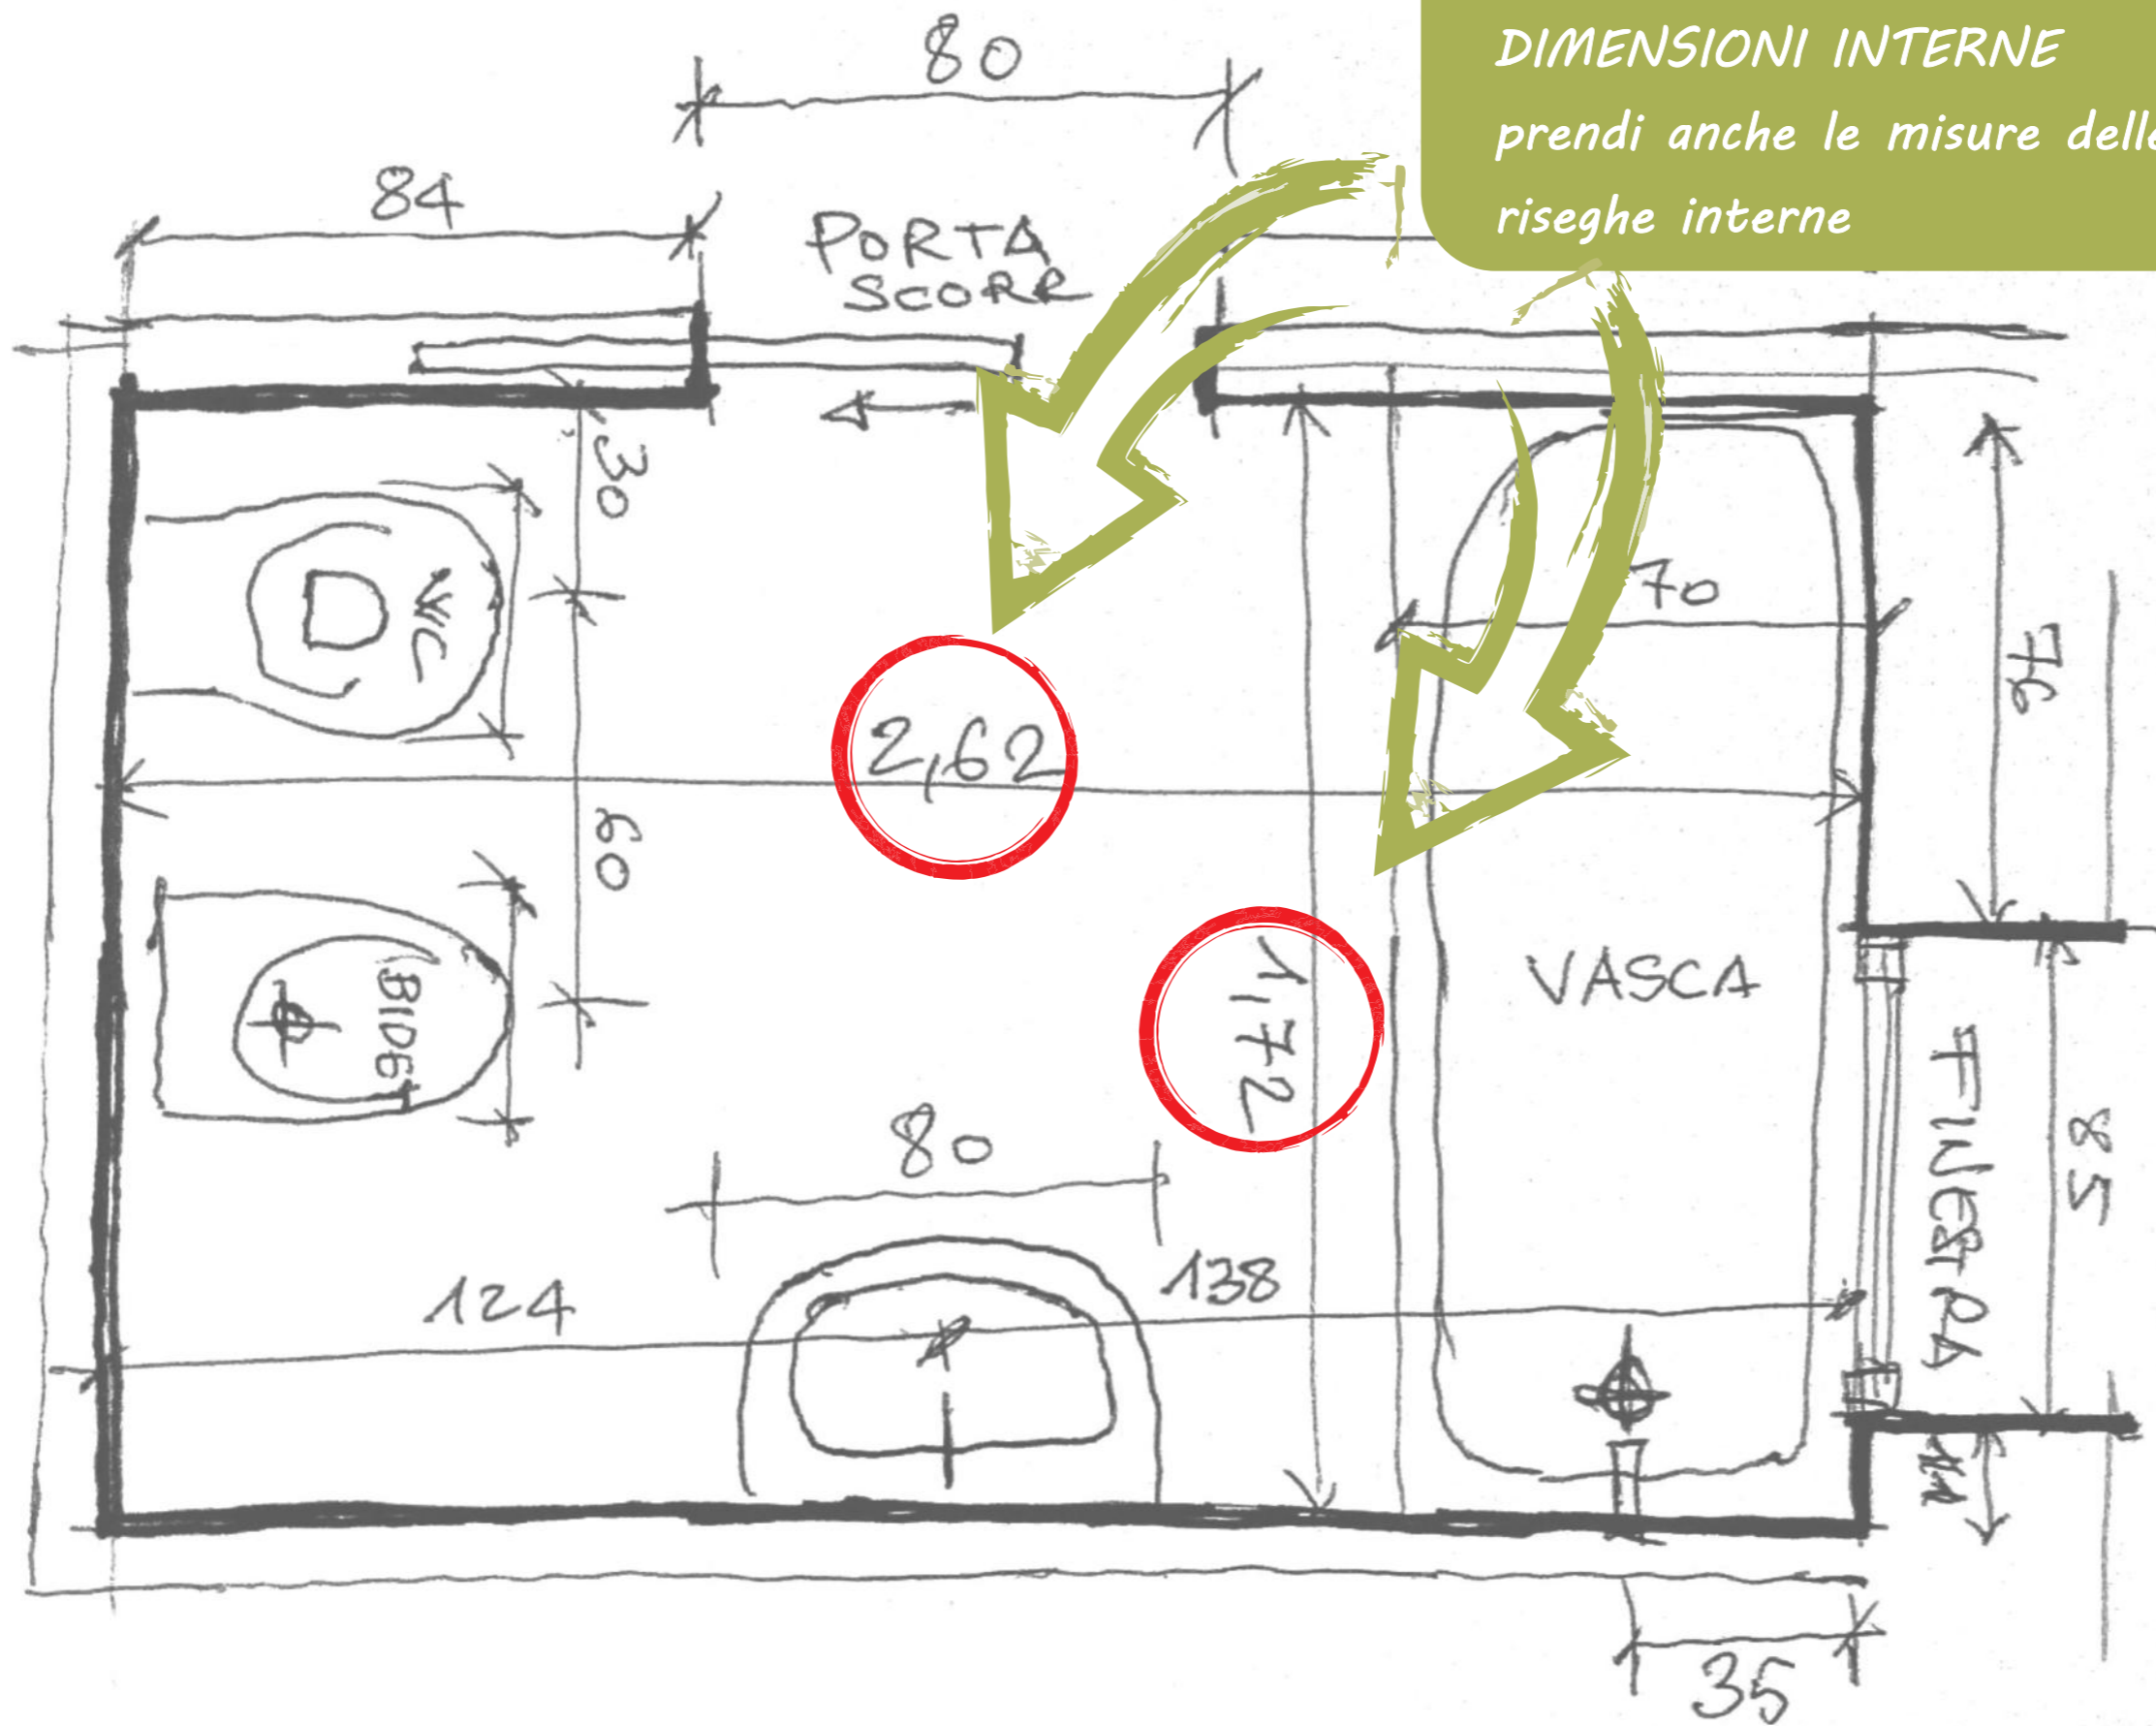 80
DIMENSIONI INTERNE
prendi anche le misure delle
riseghe interne
84
PORTA
SCORR
30
WC
70
76
2,62
60
VASCA
1,72
BIDET
80
FINESTRA
85
124
138
11
35